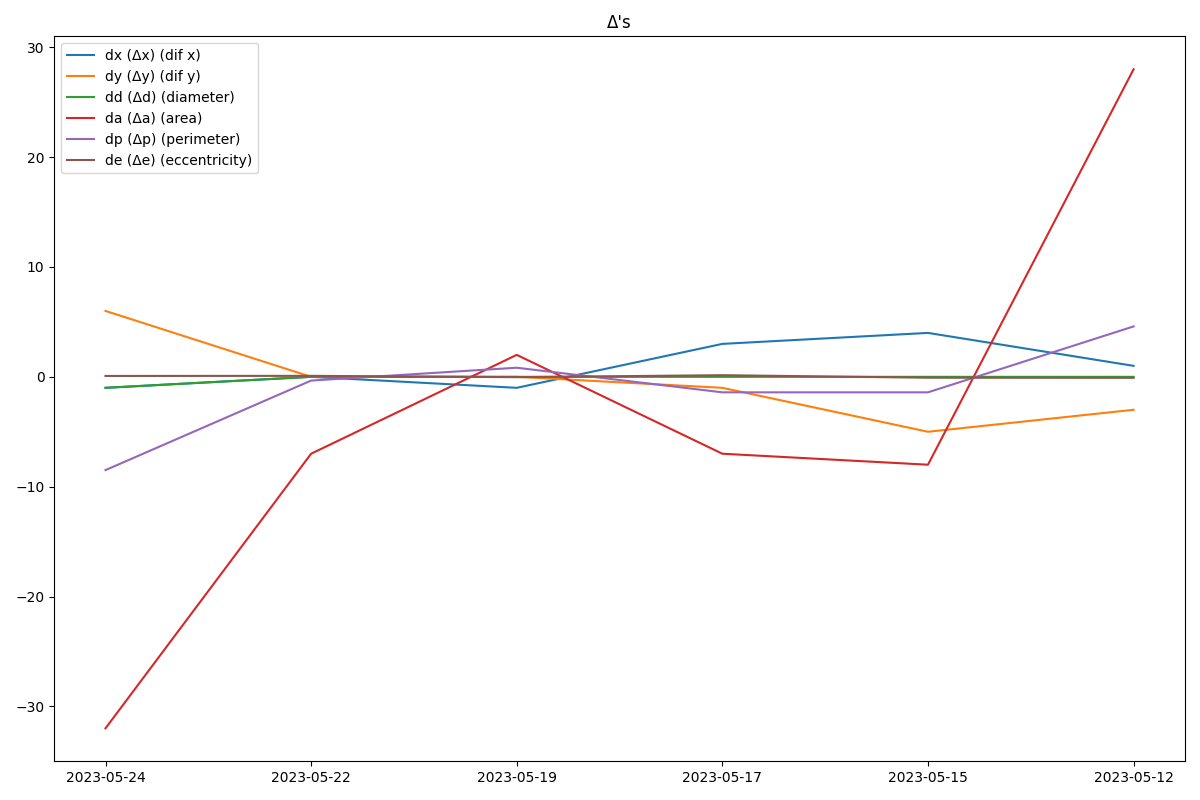 Δ's
dx (Δx) (dif x)
dy (Δy) (dif y)
dd (Δd) (diameter)
da (Δa) (area)
dp (Δp) (perimeter)
de (Δe) (eccentricity)
30
20
10
0
−10
−20
−30
2023-05-24 2023-05-22 2023-05-19 2023-05-17 2023-05-15 2023-05-12